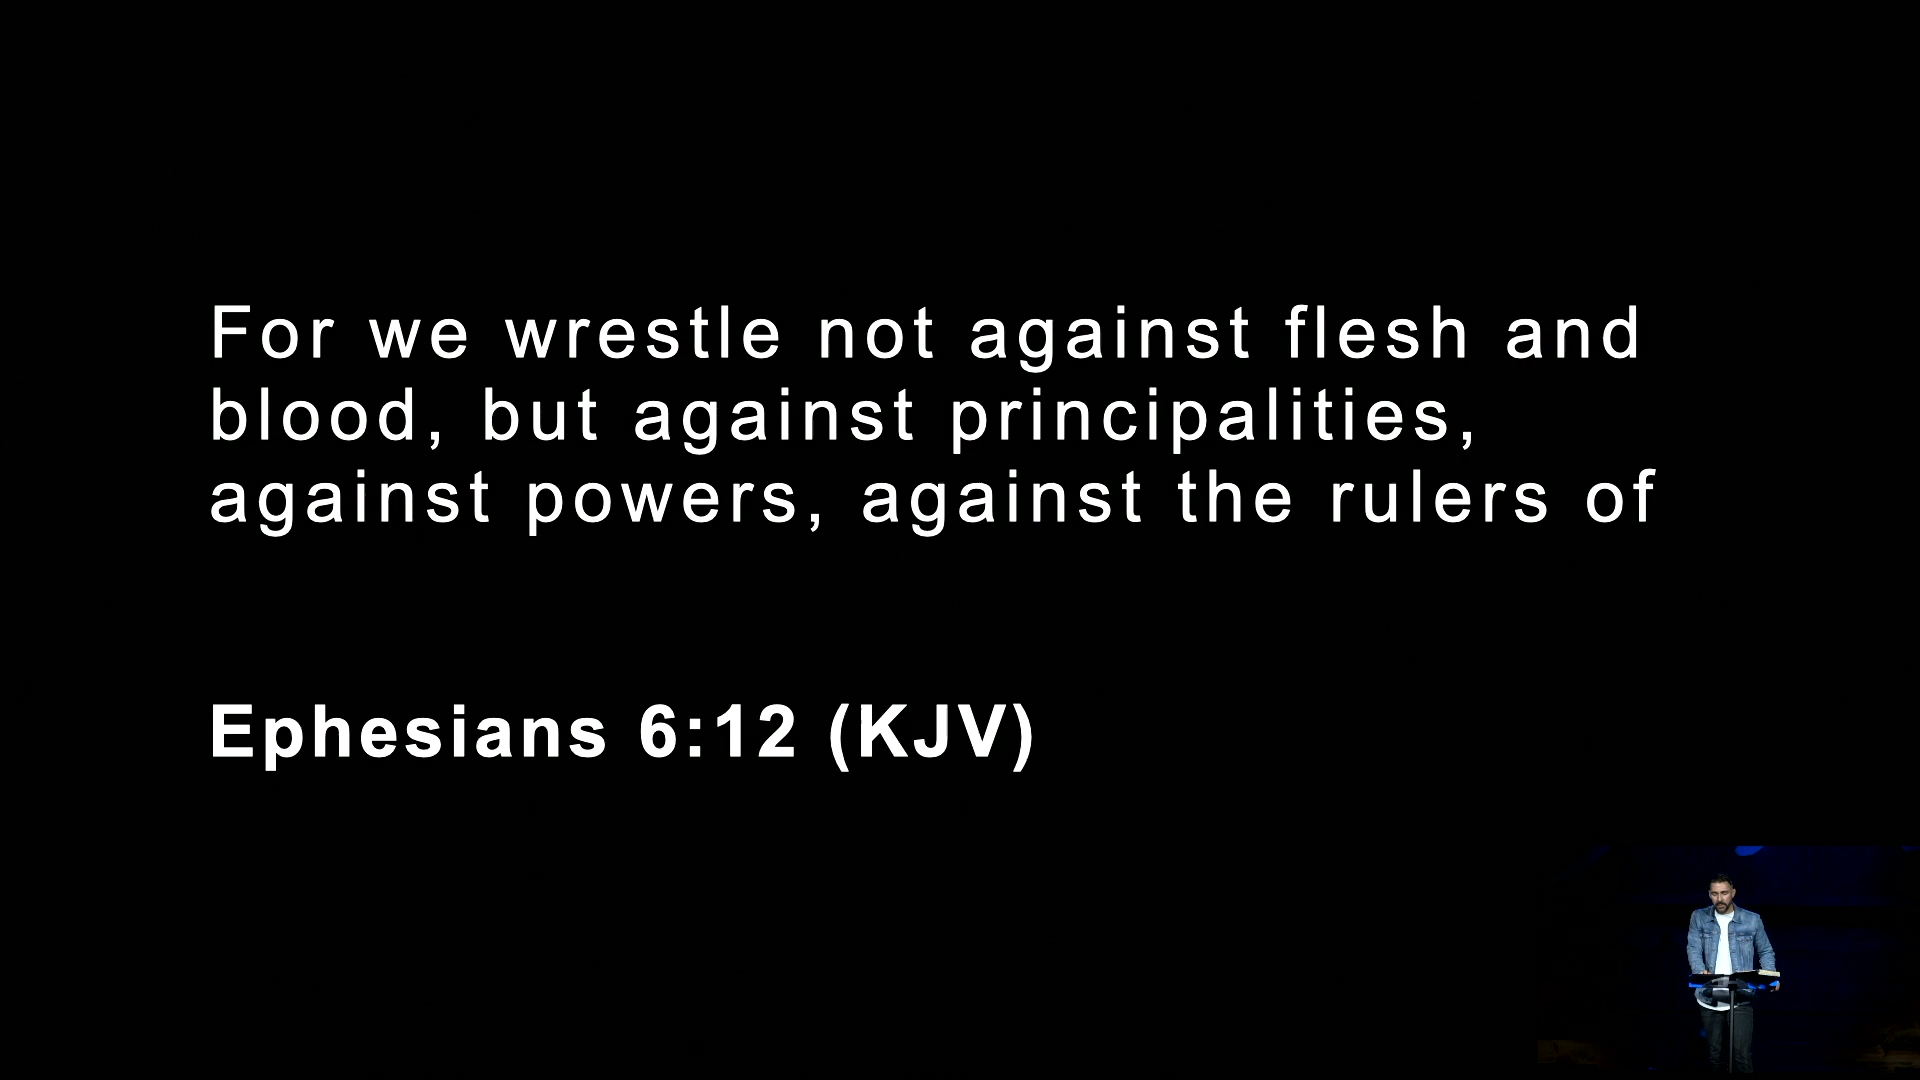 For we wrestle not against flesh and
blood, but against principalities,
against powers, against the rulers of
Ephesians 6:12 (KJV)